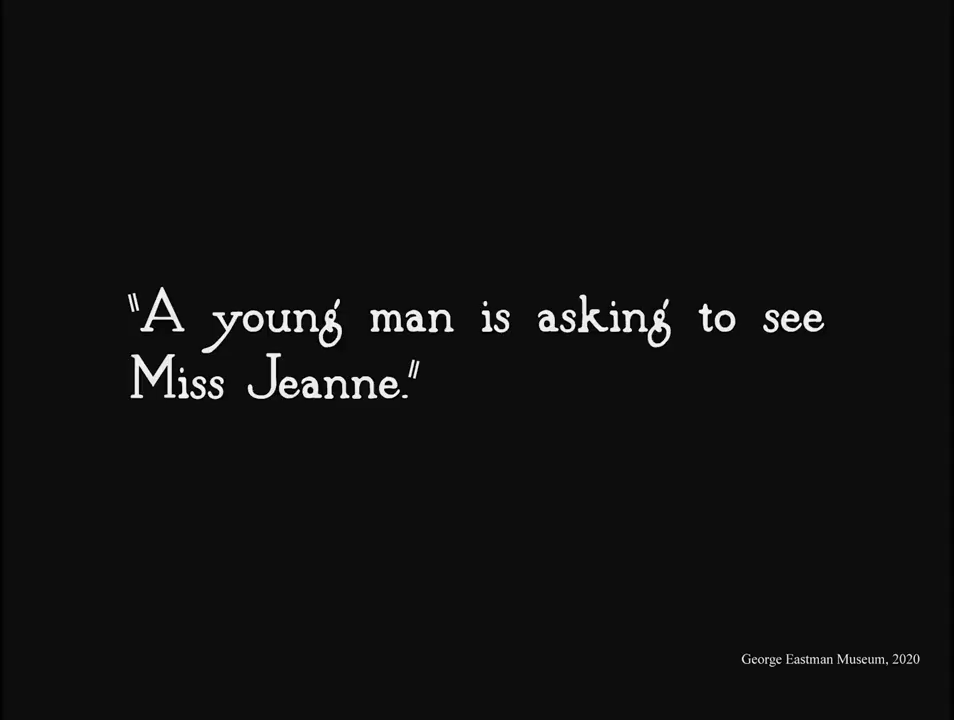 "A young man is asking to see
Miss Jeanne."
George Eastman Museum, 2020